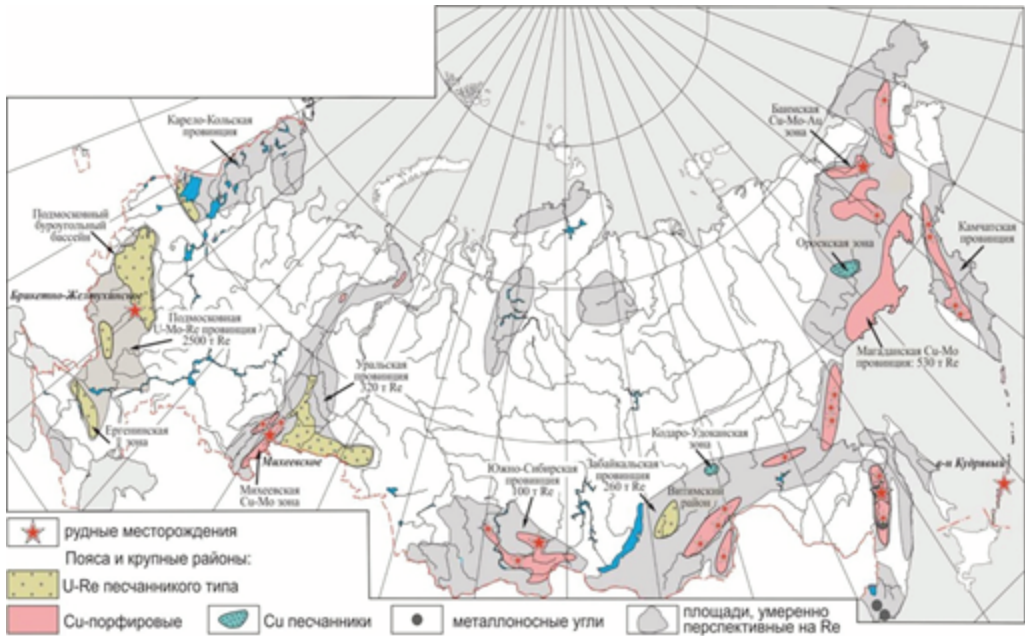 Карело-Кольская
провинция
Баимская
Cu-Mo-Au
зона
Подмосковный
буроугольный
бассейн
Камчатская
провинция
Ороекская зона
Брикетно-Желтухинское
Подмосковная
U-Mo-Re провинция
2500 т Re
Уральская
провинция
320 т Re
Магаданская Cu-Mo
провинция: 530 т Re
Ергенинская
зона
Кодаро-Удоканская
зона
Михеевское
Южно-Сибирская
провинция
100 т Re
Забайкальская
провинция
260 т Re
в-н Кудрявый
Витимский
район
Михеевская
Cu-Mo зона
рудные месторождения
Пояса и крупные районы:
U-Re песчанникого типа
Cu-порфировые
Cu песчанники
металлоносные угли
площади, умеренно
перспективные на Re